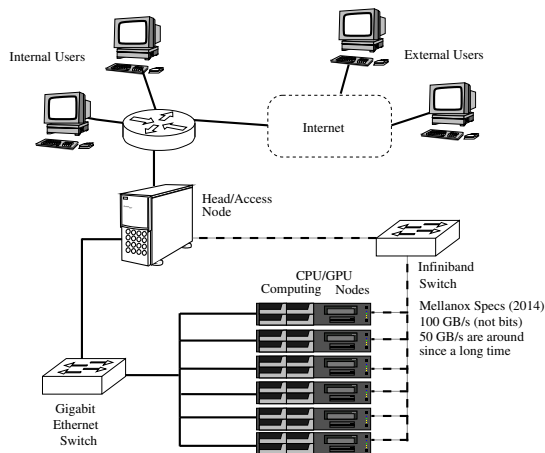 Internal Users
External Users
Internet
Head/Access
Node
Infiniband
Switch
CPU/GPU
Computing Nodes
Mellanox Specs (2014)
100 GB/s (not bits)
50 GB/s are around
since a long time
Gigabit
Ethernet
Switch